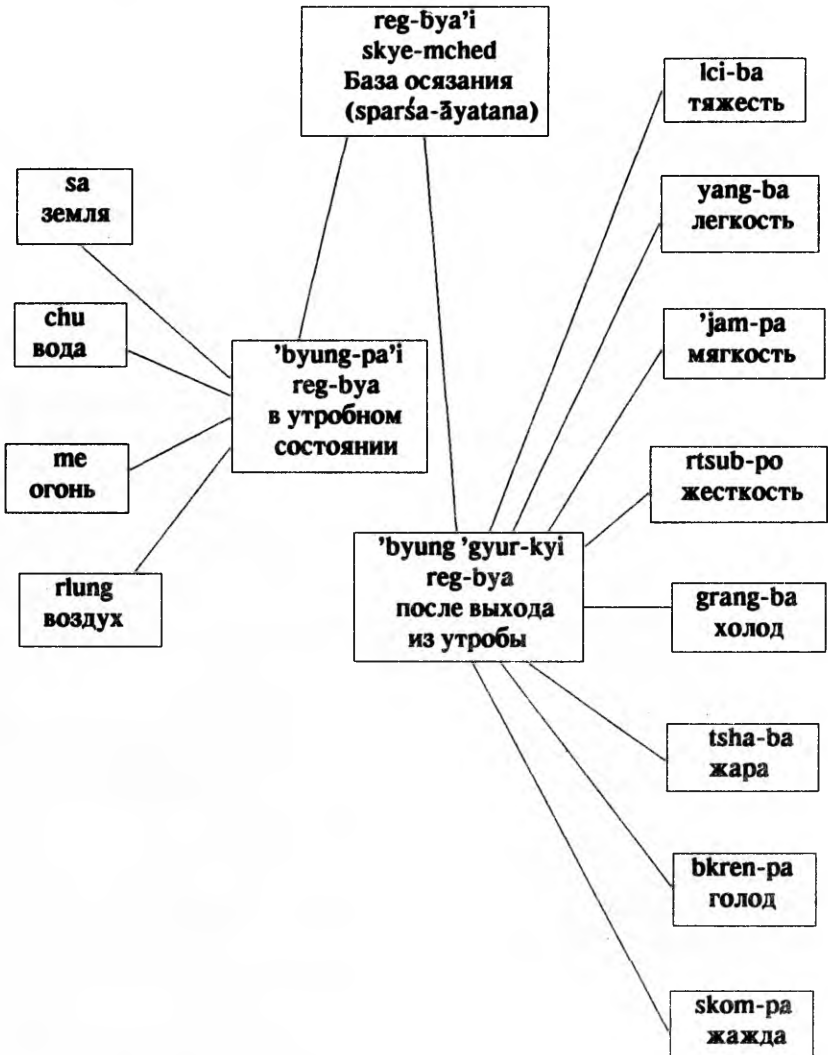 reg-bya'i
skye-mched
База осязания
(sparśa-āyatana)
sa
земля
chu
вода
me
огонь
rlung
воздух
'byung-pa'i
reg-bya
в утробном
состоянии
'byung 'gyur-kyi
reg-bya
после выхода
из утробы
lci-ba
тяжесть
yang-ba
легкость
'jam-pa
мягкость
rtsub-po
жесткость
grang-ba
холод
tsha-ba
жара
bkren-pa
голод
skom-pa
жажда